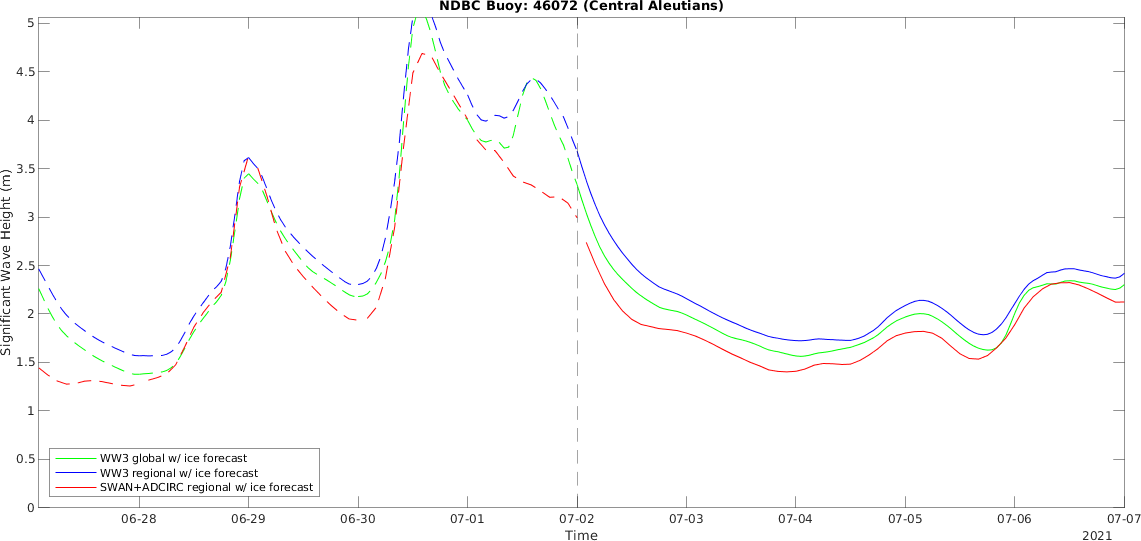 NDBC Buoy: 46072 (Central Aleutians)
5
4.5
4
3.5
3
2.5
2
1.5
1
0.5
0
Significant Wave Height (m)
WW3 global w/ ice forecast
WW3 regional w/ ice forecast
SWAN+ADCIRC regional w/ ice forecast
06-28 06-29 06-30 07-01 07-02 07-03 07-04 07-05 07-06 07-07
Time
2021